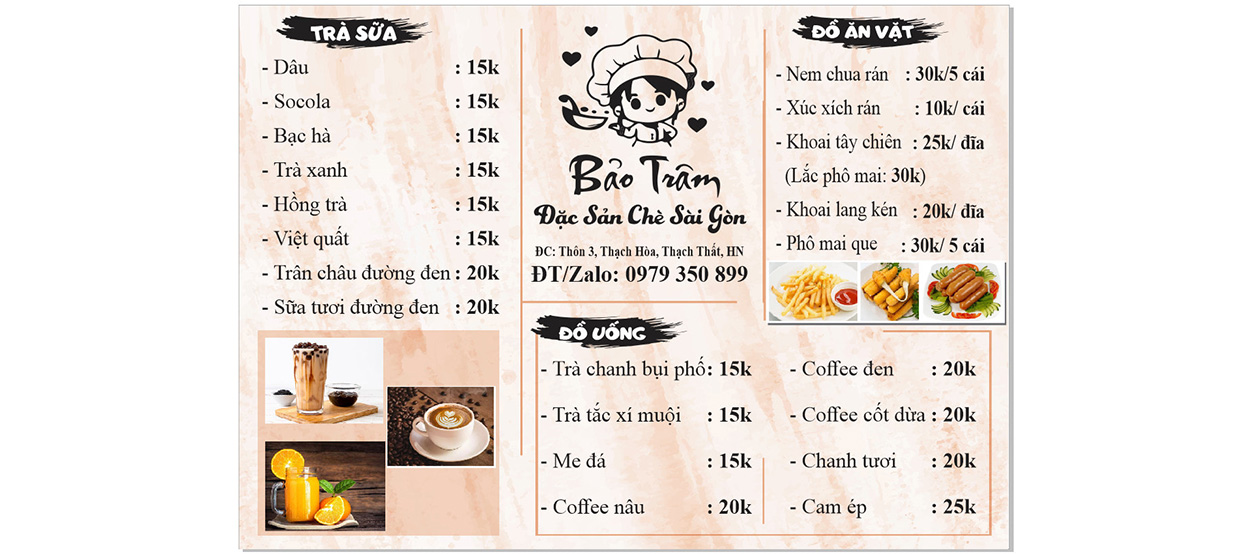 TRÀ SỮA
- Dâu : 15k
- Socola : 15k
- Bạc hà : 15k
- Trà xanh : 15k
- Hồng trà : 15k
- Việt quất : 15k
- Trân châu đường đen : 20k
- Sữa tươi đường đen : 20k
Bảo Trâm
Đặc Sản Chè Sài Gòn
ĐC: Thôn 3, Thạch Hòa, Thạch Thất, HN
ĐT/Zalo: 0979 350 899
ĐỒ ĂN VẶT
- Nem chua rán : 30k/5 cái
- Xúc xích rán : 10k/ cái
- Khoai tây chiên : 25k/ đĩa
(Lắc phô mai: 30k)
- Khoai lang kén : 20k/ đĩa
- Phô mai que : 30k/ 5 cái
ĐỒ UỐNG
- Trà chanh bụi phố: 15k
- Trà tắc xí muội : 15k
- Me đá : 15k
- Coffee nâu : 20k
- Coffee đen : 20k
- Coffee cốt dừa : 20k
- Chanh tươi : 20k
- Cam ép : 25k